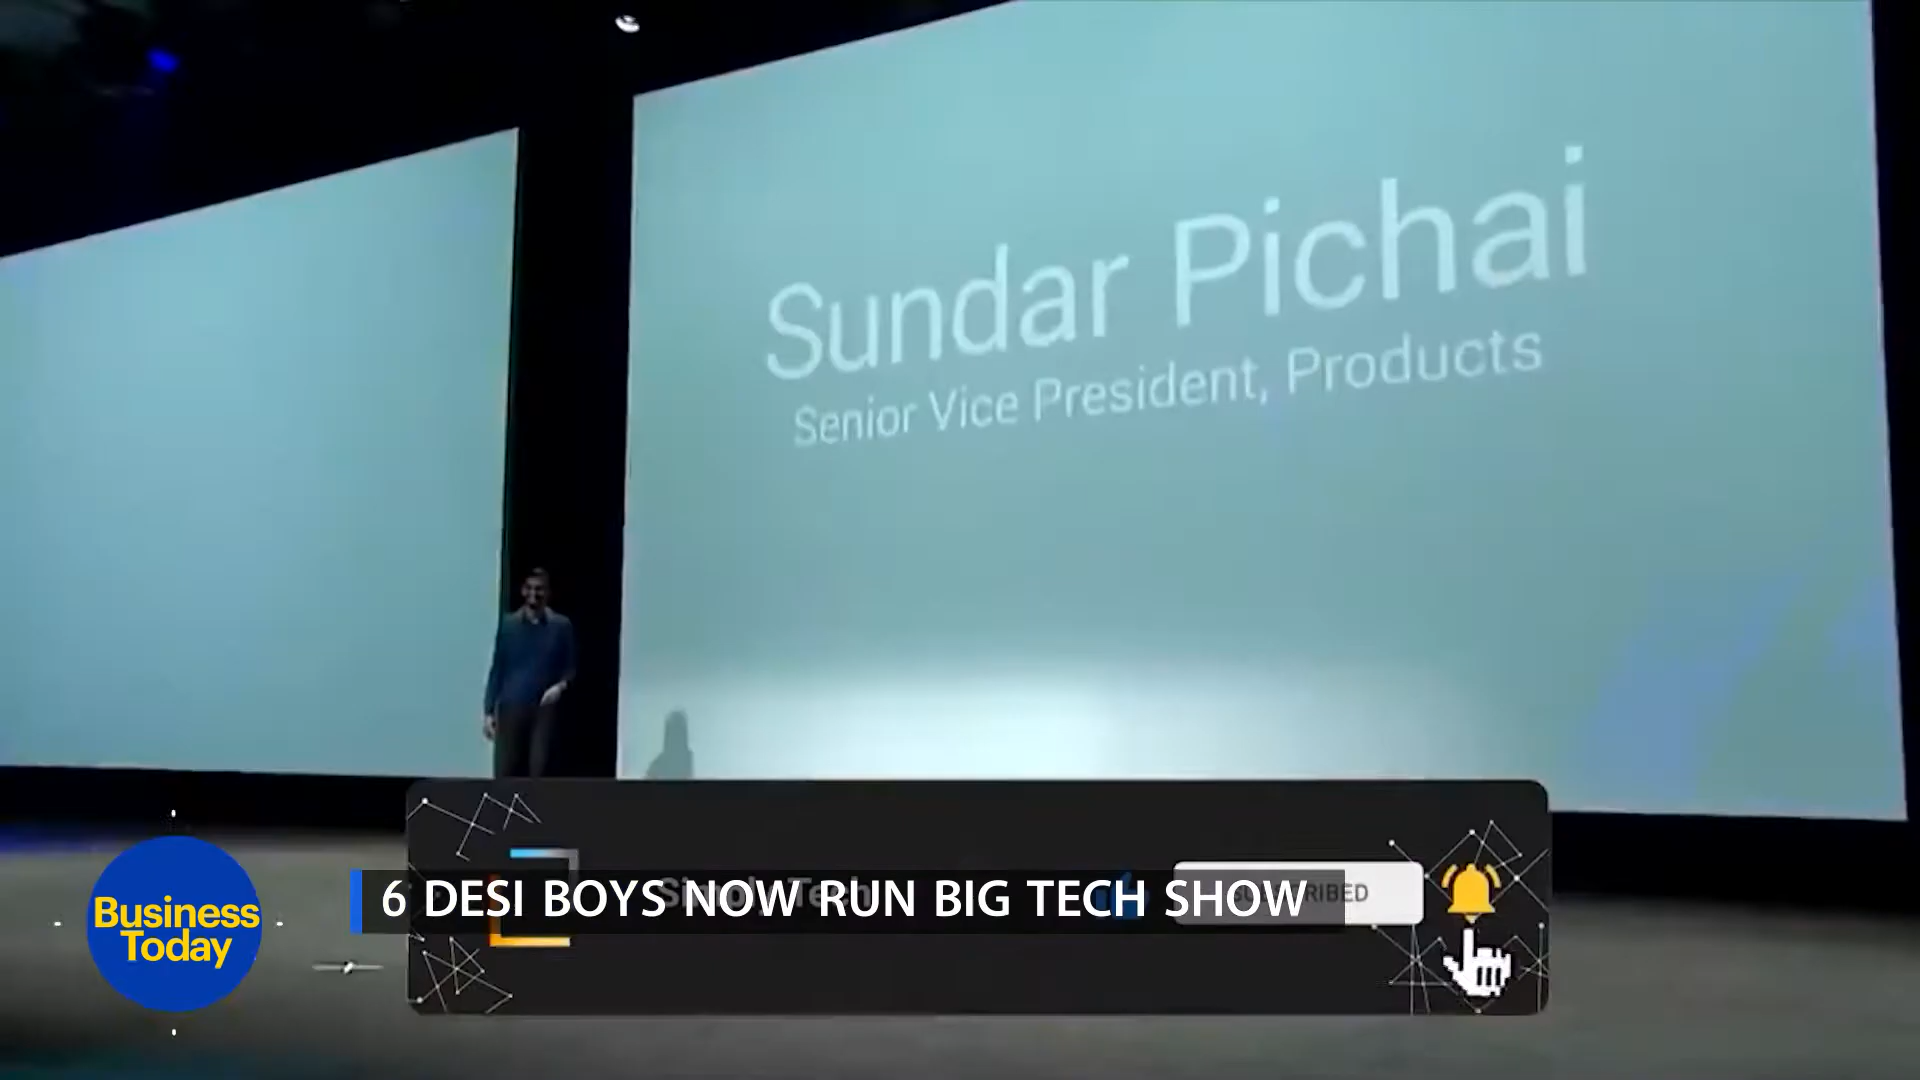 Sundar Pichai
Senior Vice President, Products
6 DESI BOYS NOW RUN BIG TECH SHOW
Business
Today